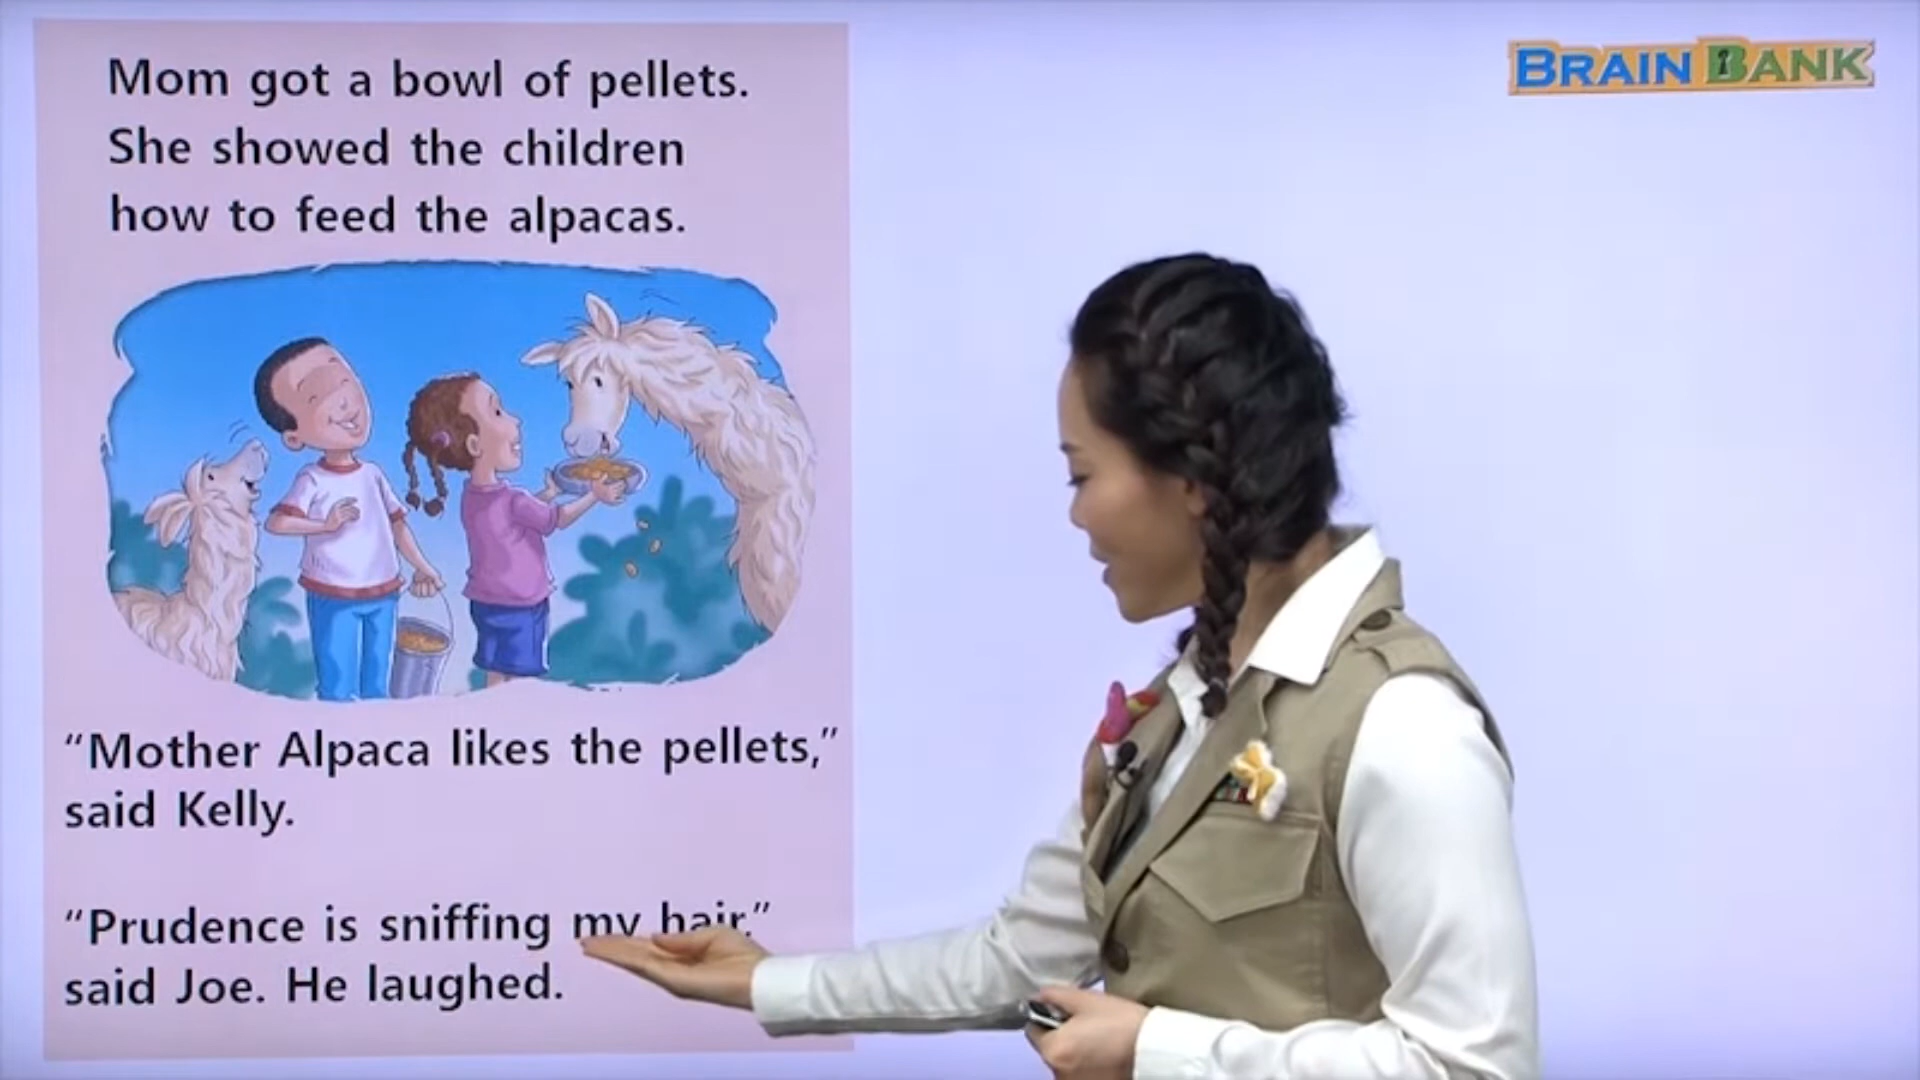 Mom got a bowl of pellets.
She showed the children
how to feed the alpacas.
“Mother Alpaca likes the pellets,”
said Kelly.
“Prudence is sniffing my hair,”
said Joe. He laughed.
BRAIN BANK